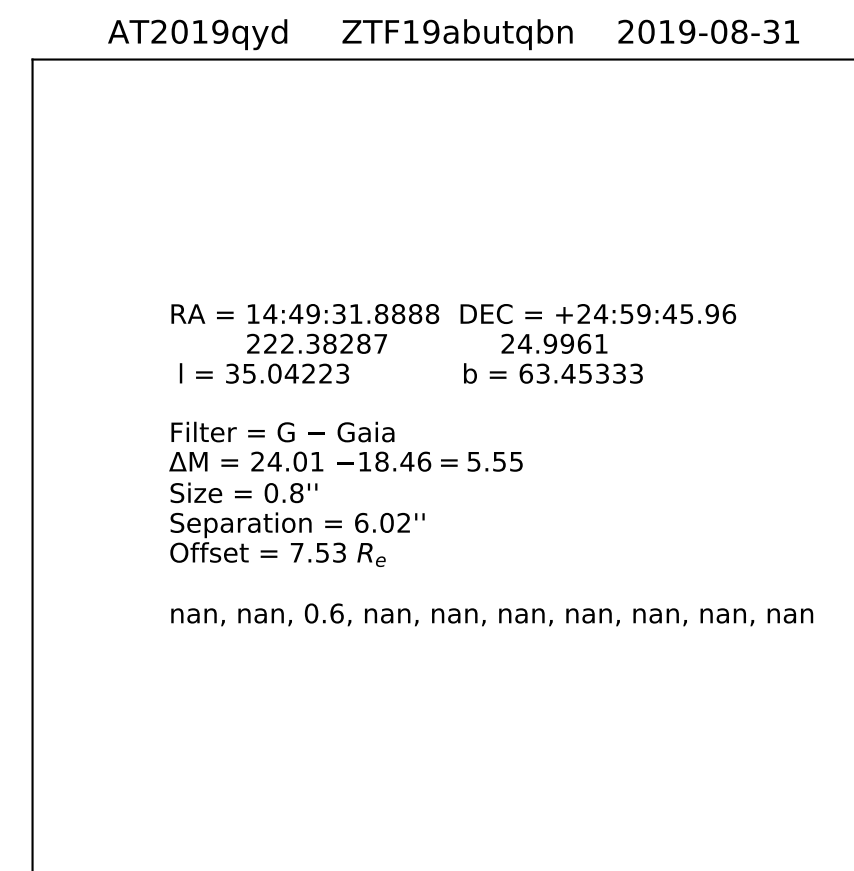 AT2019qyd ZTF19abutqbn 2019-08-31
RA = 14:49:31.8888 DEC = +24:59:45.96
222.38287 24.9961
l = 35.04223 b = 63.45333
Filter = G − Gaia
ΔM = 24.01 −18.46 = 5.55
Size = 0.8''
Separation = 6.02''
Offset = 7.53 Re
nan, nan, 0.6, nan, nan, nan, nan, nan, nan, nan